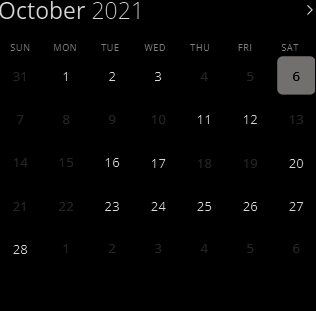 October 2021
SUN MON TUE WED THU FRI SAT
31 1 2 3 4 5 6
7 8 9 10 11 12 13
14 15 16 17 18 19 20
21 22 23 24 25 26 27
28 1 2 3 4 5 6